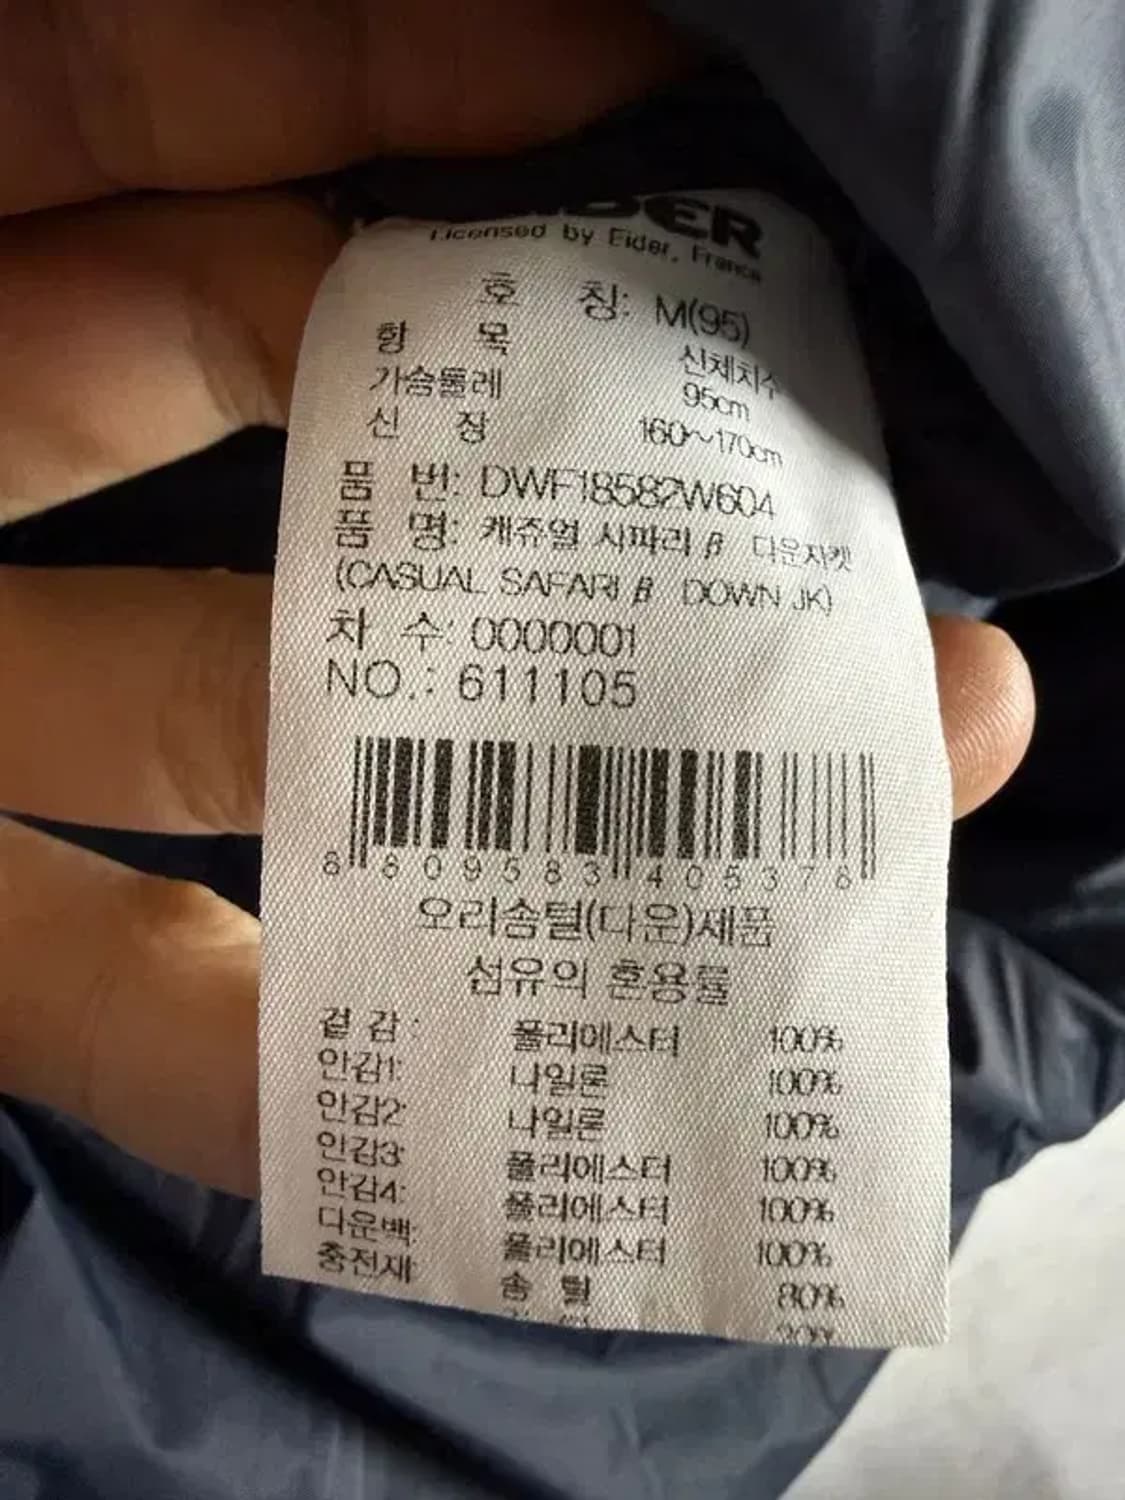 Licensed by Eider, France
호 칭: M(95)
항 목 신체치수
가슴둘레 95cm
신 장 160~170cm
품 번: DWF18582W604
품 명: 캐쥬얼 사파리 β 다운자켓
(CASUAL SAFARI β DOWN JK)
차 수: 0000001
NO.: 611105
8 809583 405378
오리솜털(다운)제품
섬유의 혼용률
겉 감: 폴리에스터 100%
안감1: 나일론 100%
안감2: 나일론 100%
안감3: 폴리에스터 100%
안감4: 폴리에스터 100%
다운백: 폴리에스터 100%
충전재: 솜 털 80%